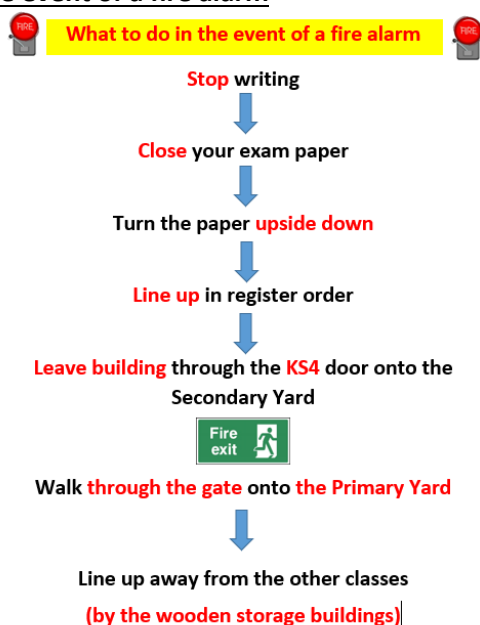 What to do in the event of a fire alarm
Stop writing
Close your exam paper
Turn the paper upside down
Line up in register order
Leave building through the KS4 door onto the
Secondary Yard
Fire
exit
Walk through the gate onto the Primary Yard
Line up away from the other classes
(by the wooden storage buildings)